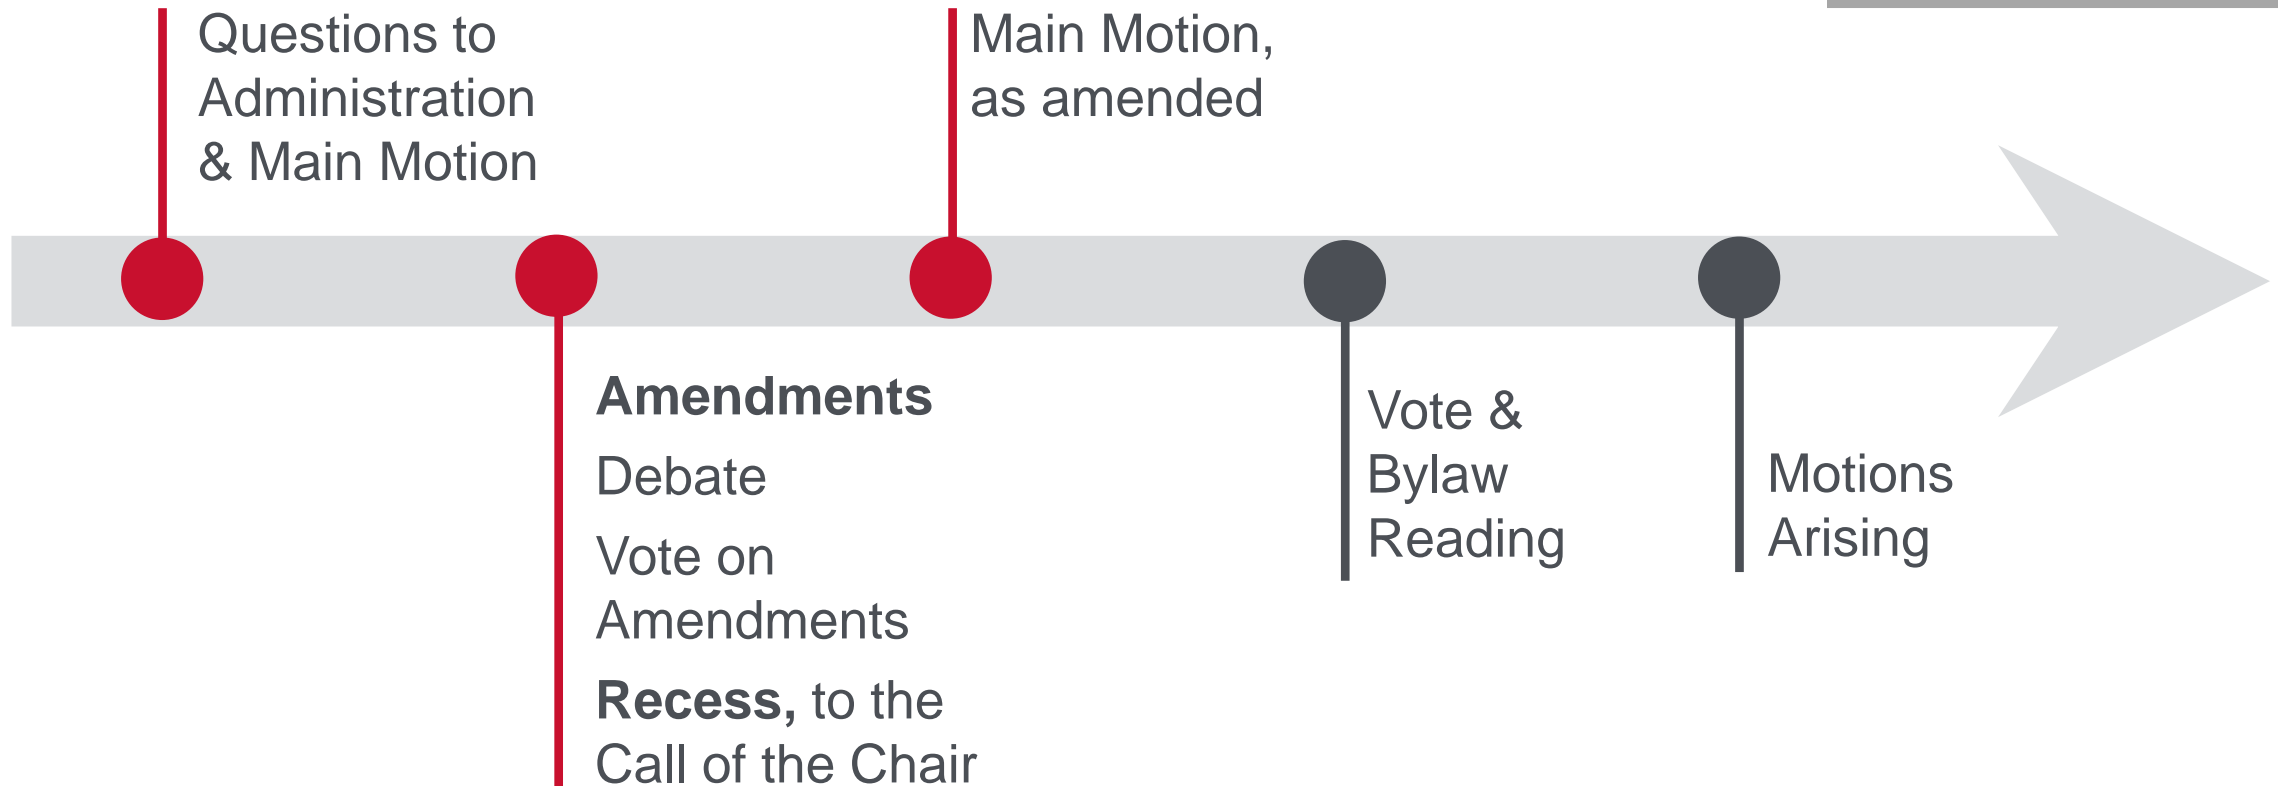 Questions to
Administration
& Main Motion
Amendments
Debate
Vote on
Amendments
Recess, to the
Call of the Chair
Main Motion,
as amended
Vote &
Bylaw
Reading
Motions
Arising